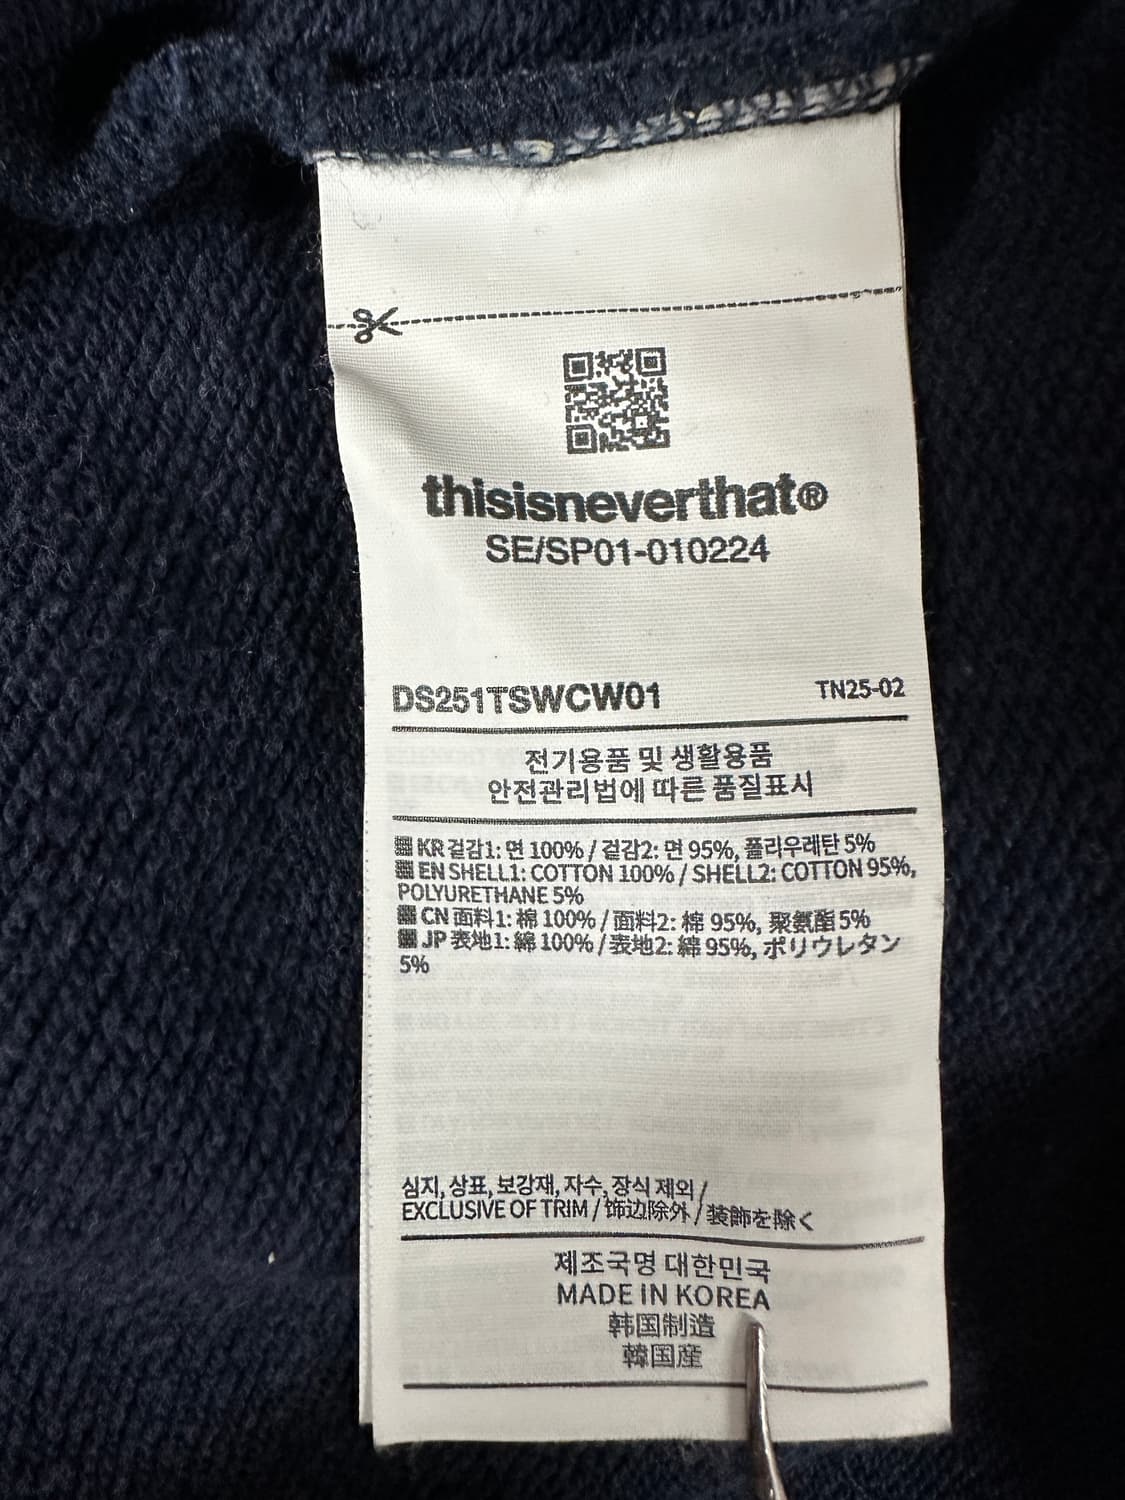 thisisneverthat®
SE/SP01-010224
DS251TSWCW01 TN25-02
전기용품 및 생활용품
안전관리법에 따른 품질표시
KR 겉감1: 면 100% / 겉감2: 면 95%, 폴리우레탄 5%
EN SHELL1: COTTON 100% / SHELL2: COTTON 95%,
POLYURETHANE 5%
CN 面料1: 棉 100% / 面料2: 棉 95%, 聚氨酯 5%
JP 表地1: 綿 100% / 表地2: 綿 95%, ポリウレタン
5%
심지, 상표, 보강재, 자수, 장식 제외 /
EXCLUSIVE OF TRIM / 饰边除外 / 装飾を除く
제조국명 대한민국
MADE IN KOREA
韩国制造
韓国産